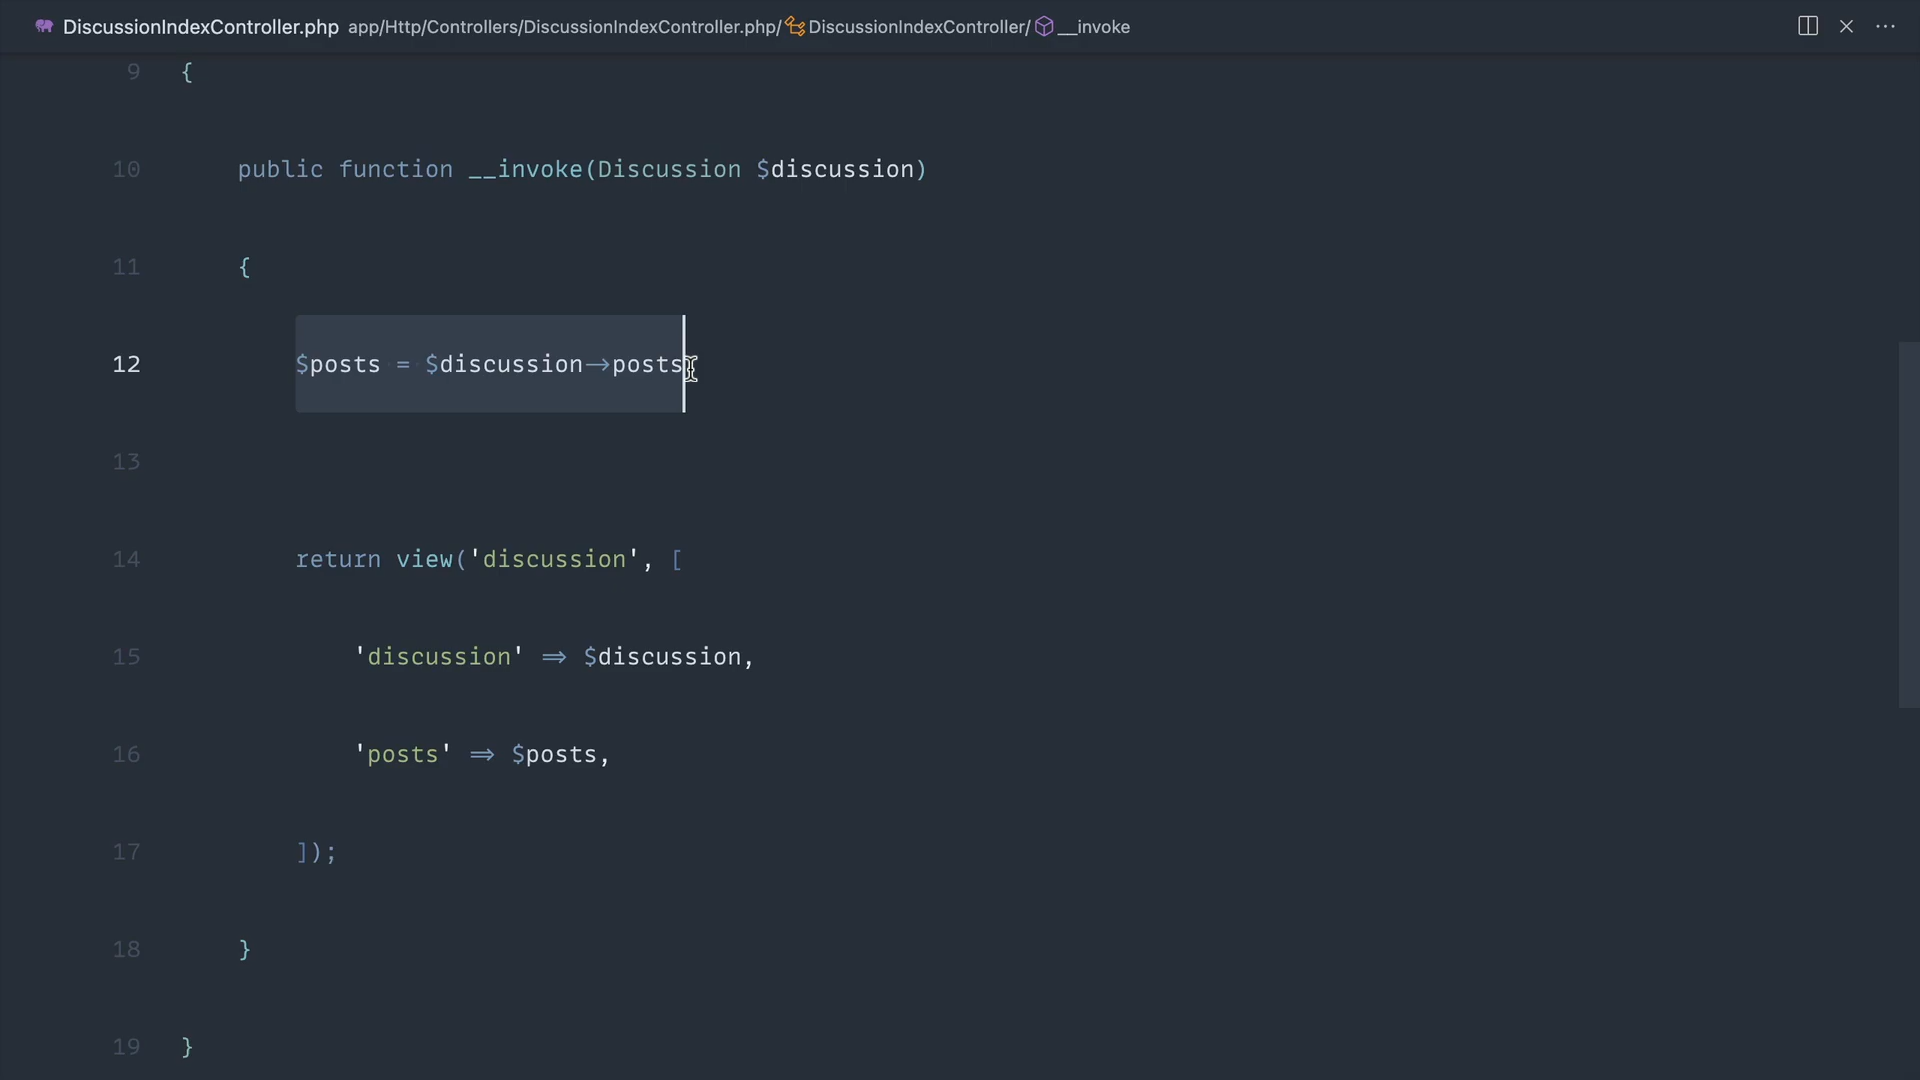 DiscussionIndexController.php app/Http/Controllers/DiscussionIndexController.php/DiscussionIndexController/__invoke
9 {
10 public function __invoke(Discussion $discussion)
11 {
12 $posts = $discussion->posts
13
14 return view('discussion', [
15 'discussion' => $discussion,
16 'posts' => $posts,
17 ]);
18 }
19 }